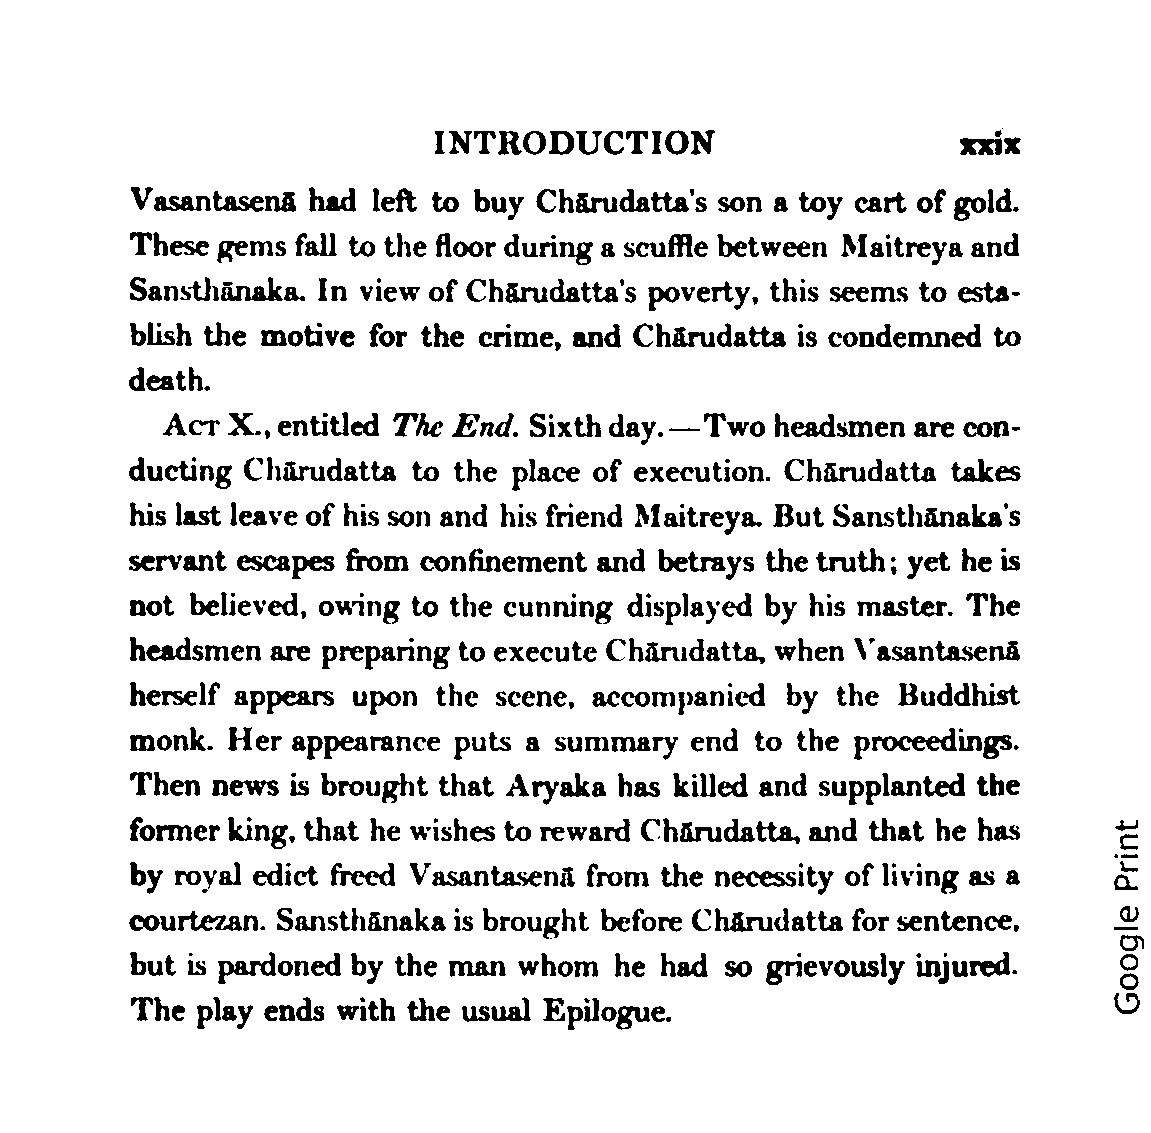 INTRODUCTION xxix
Vasantasenā had left to buy Chārudatta's son a toy cart of gold.
These gems fall to the floor during a scuffle between Maitreya and
Sansthānaka. In view of Chārudatta's poverty, this seems to esta-
blish the motive for the crime, and Chārudatta is condemned to
death.
Act X., entitled The End. Sixth day.—Two headsmen are con-
ducting Chārudatta to the place of execution. Chārudatta takes
his last leave of his son and his friend Maitreya. But Sansthānaka's
servant escapes from confinement and betrays the truth; yet he is
not believed, owing to the cunning displayed by his master. The
headsmen are preparing to execute Chārudatta, when Vasantasenā
herself appears upon the scene, accompanied by the Buddhist
monk. Her appearance puts a summary end to the proceedings.
Then news is brought that Aryaka has killed and supplanted the
former king, that he wishes to reward Chārudatta, and that he has
by royal edict freed Vasantasenā from the necessity of living as a
courtezan. Sansthānaka is brought before Chārudatta for sentence,
but is pardoned by the man whom he had so grievously injured.
The play ends with the usual Epilogue.
Google Print